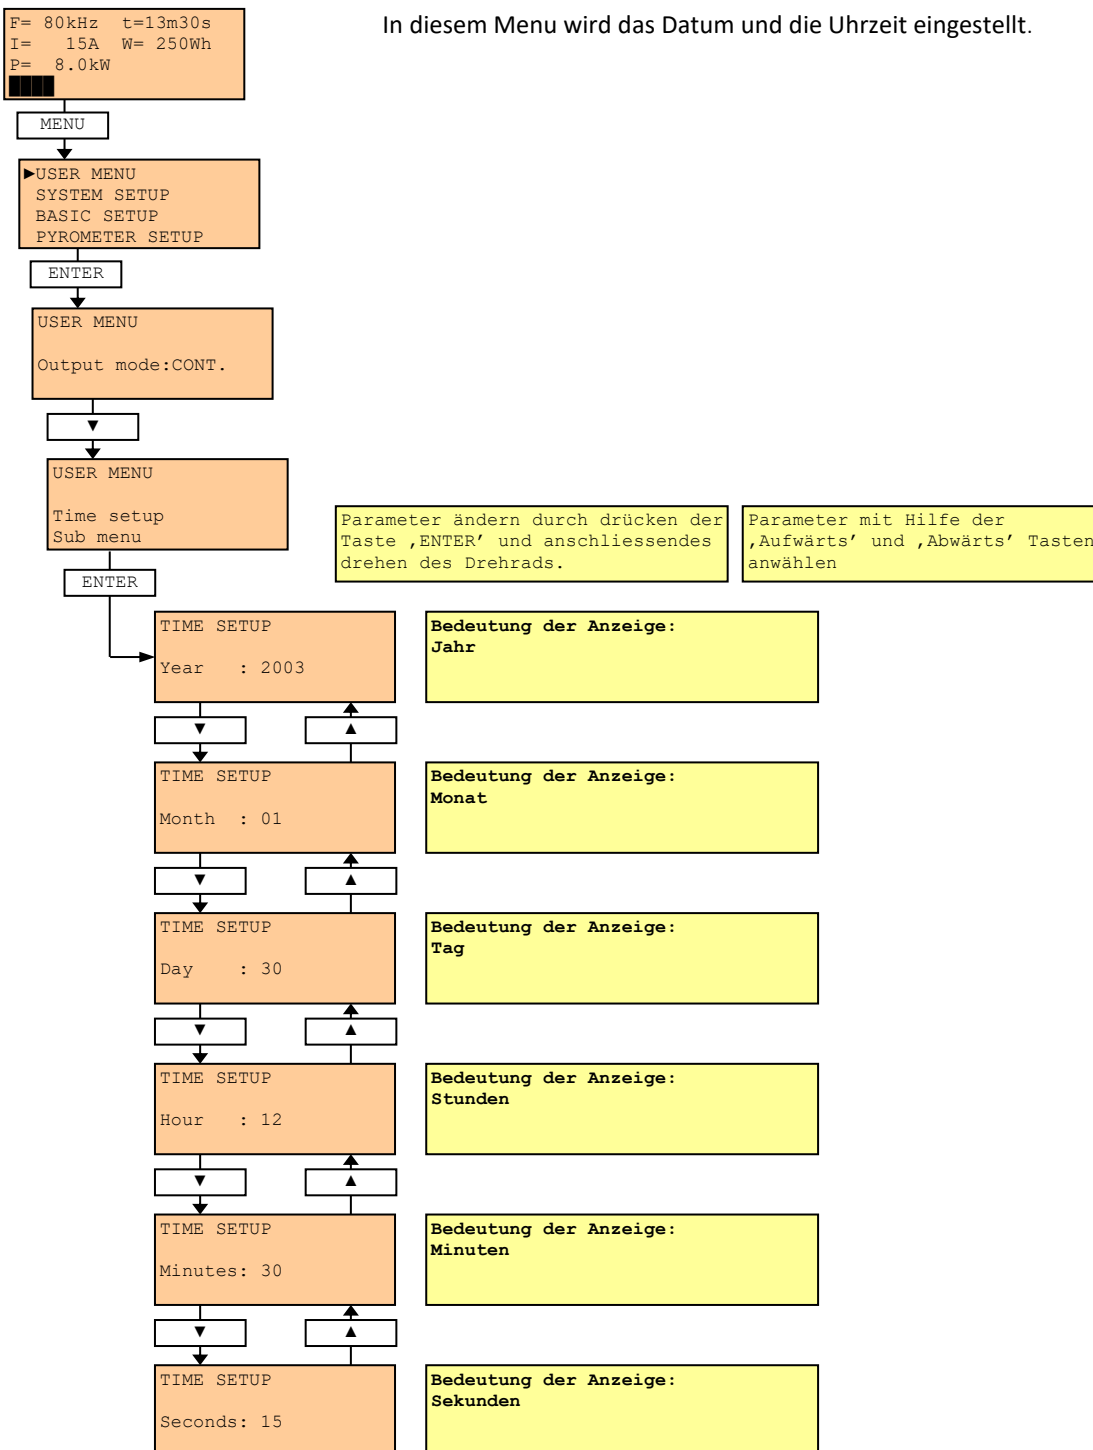 In diesem Menu wird das Datum und die Uhrzeit eingestellt.
F= 80kHz t=13m30s
I= 15A W= 250Wh
P= 8.0kW
MENU
►USER MENU
SYSTEM SETUP
BASIC SETUP
PYROMETER SETUP
ENTER
USER MENU
Output mode:CONT.
▼
USER MENU
Time setup
Sub menu
ENTER
Parameter ändern durch drücken der
Taste ‚ENTER’ und anschliessendes
drehen des Drehrads.
Parameter mit Hilfe der
‚Aufwärts’ und ‚Abwärts’ Tasten
anwählen
TIME SETUP
Year : 2003
Bedeutung der Anzeige:
Jahr
▼ ▲
TIME SETUP
Month : 01
Bedeutung der Anzeige:
Monat
▼ ▲
TIME SETUP
Day : 30
Bedeutung der Anzeige:
Tag
▼ ▲
TIME SETUP
Hour : 12
Bedeutung der Anzeige:
Stunden
▼ ▲
TIME SETUP
Minutes: 30
Bedeutung der Anzeige:
Minuten
▼ ▲
TIME SETUP
Seconds: 15
Bedeutung der Anzeige:
Sekunden